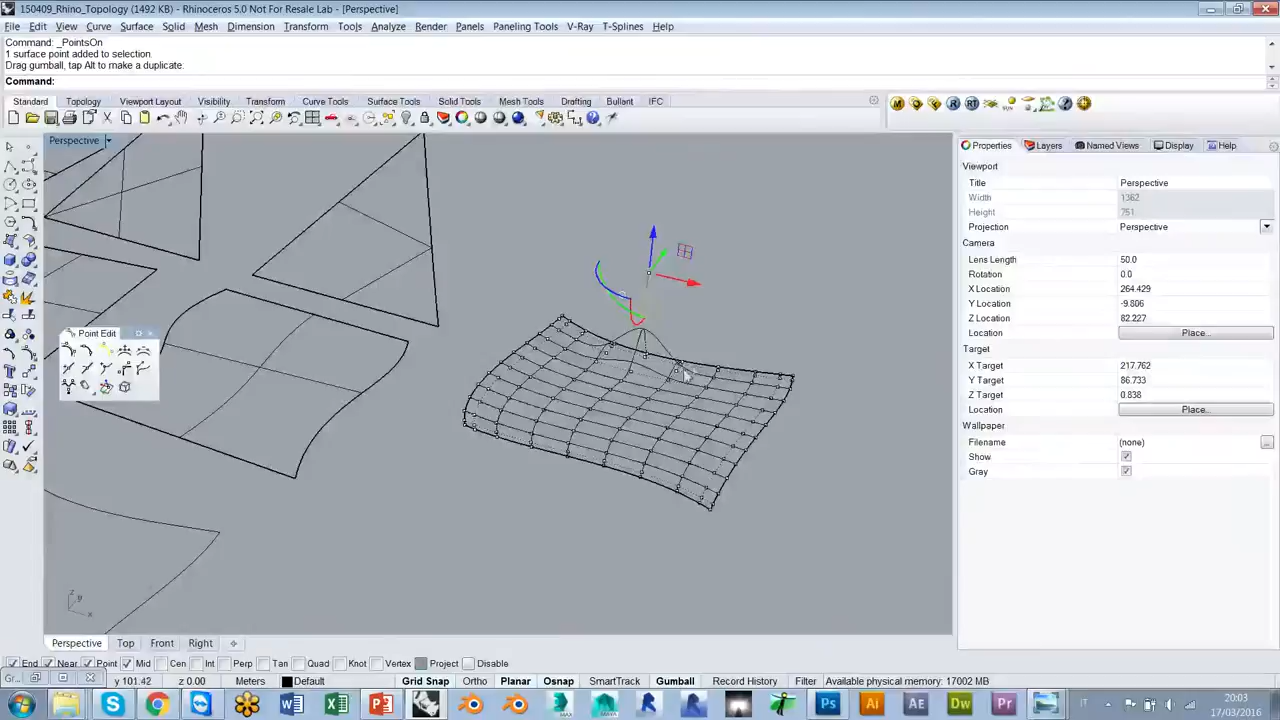 150409_Rhino_Topology (1492 KB) - Rhinoceros 5.0 Not For Resale Lab - [Perspective]
File Edit View Curve Surface Solid Mesh Dimension Transform Tools Analyze Render Panels Paneling Tools V-Ray T-Splines Help
Command: _PointsOn
1 surface point added to selection.
Drag gumball, tap Alt to make a duplicate.
Command:
Standard Topology Viewport Layout Visibility Transform Curve Tools Surface Tools Solid Tools Mesh Tools Drafting Bullant IFC
Perspective
Properties Layers Named Views Display Help
Viewport
Title Perspective
Width 1362
Height 751
Projection Perspective
Camera
Lens Length 50.0
Rotation 0.0
X Location 264.429
Y Location -9.806
Z Location 82.227
Location Place...
Target
X Target 217.762
Y Target 86.733
Z Target 0.838
Location Place...
Wallpaper
Filename (none)
Show
Gray
Point Edit
z y x
Perspective Top Front Right
End Near Point Mid Cen Int Perp Tan Quad Knot Vertex Project Disable
Gr...
y 101.42 z 0.00 Meters Default Grid Snap Ortho Planar Osnap SmartTrack Gumball Record History Filter Available physical memory: 17002 MB
IT 20:03
17/03/2016